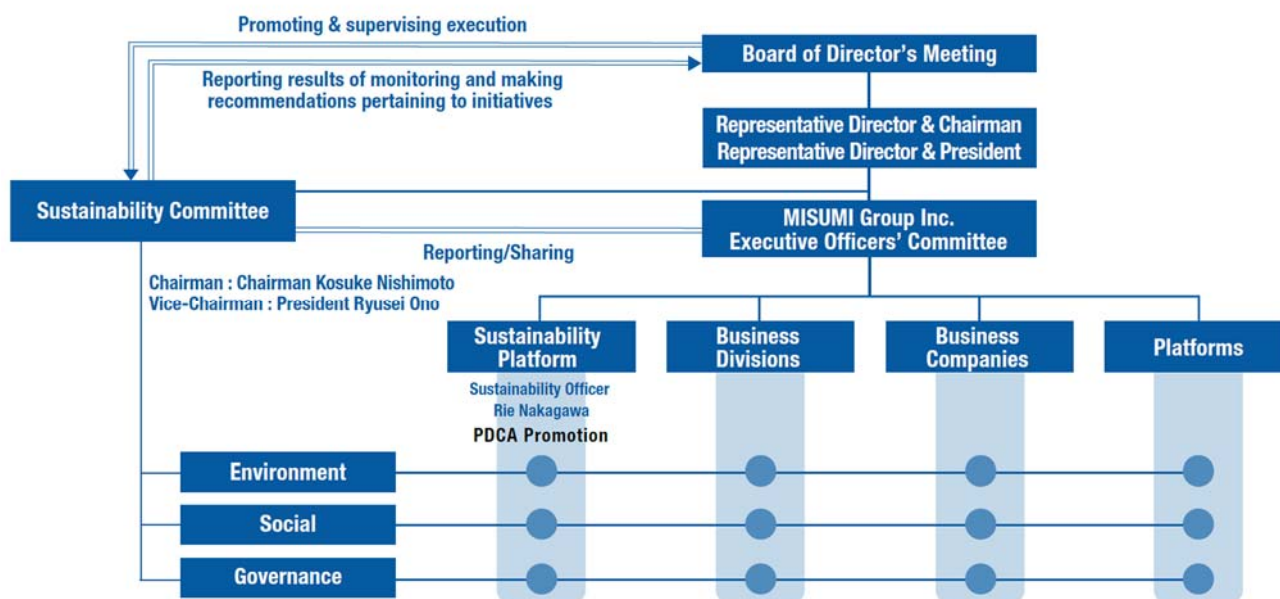 Promoting & supervising execution
Board of Director's Meeting
Reporting results of monitoring and making
recommendations pertaining to initiatives
Representative Director & Chairman
Representative Director & President
Sustainability Committee
MISUMI Group Inc.
Executive Officers' Committee
Reporting/Sharing
Chairman : Chairman Kosuke Nishimoto
Vice-Chairman : President Ryusei Ono
Sustainability
Platform
Business
Divisions
Business
Companies
Platforms
Sustainability Officer
Rie Nakagawa
PDCA Promotion
Environment
Social
Governance